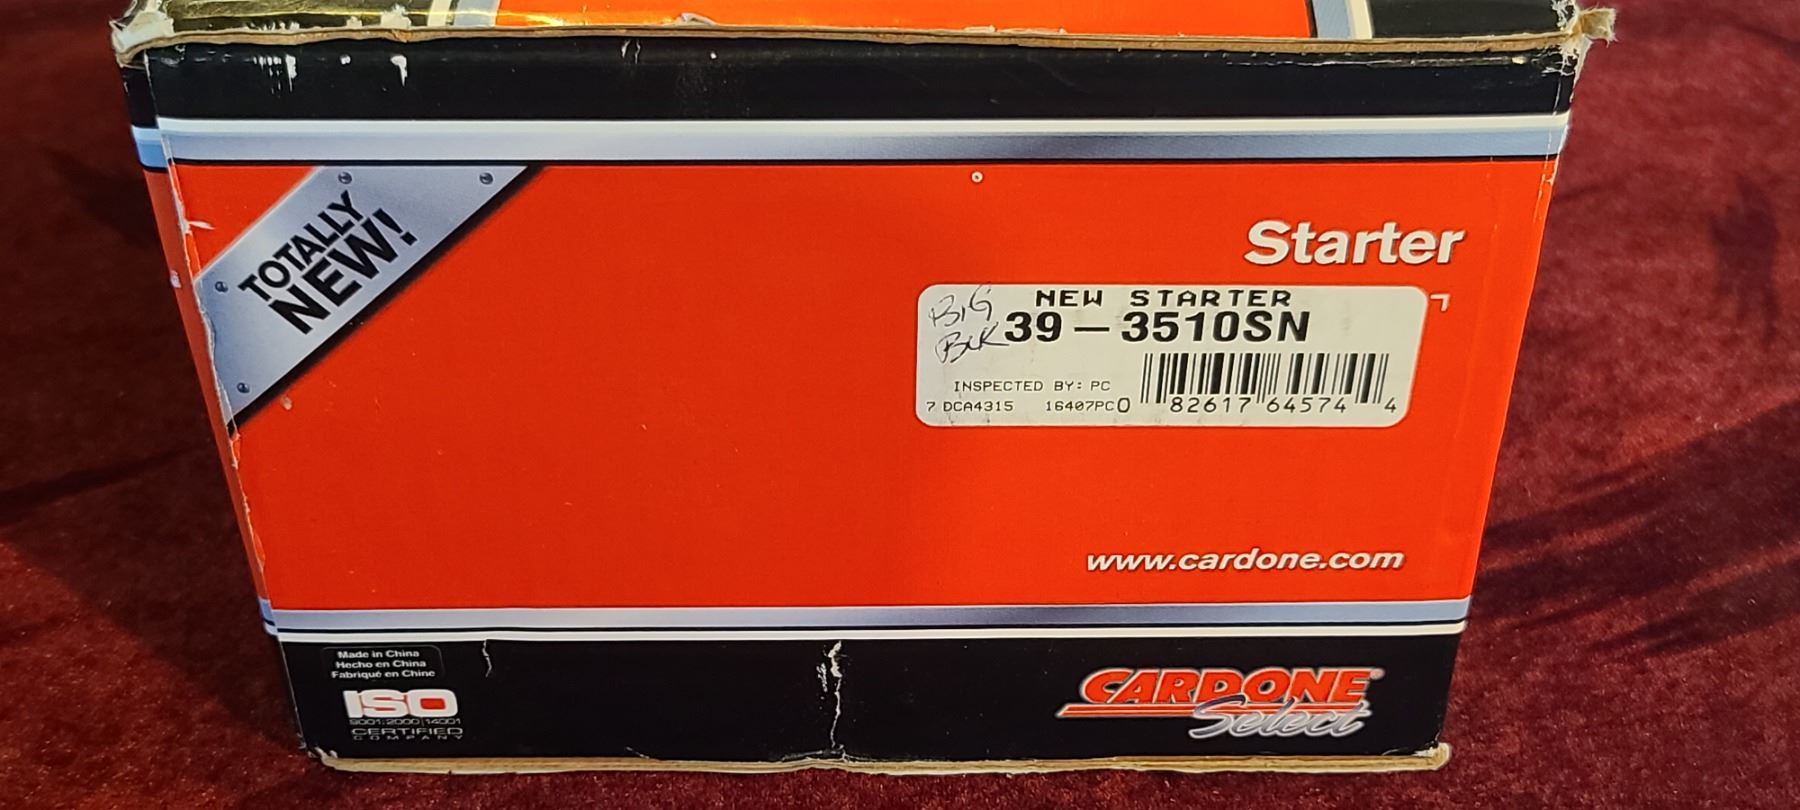 TOTALLY
NEW!
Starter
BiG
BLK
NEW STARTER
39-3510SN
INSPECTED BY: PC
7 DCA4315 16407PC
0 82617 64574 4
www.cardone.com
Made in China
Hecho en China
Fabriqué en Chine
ISO
9001:2000 14001
CERTIFIED
COMPANY
CARDONE®
Select